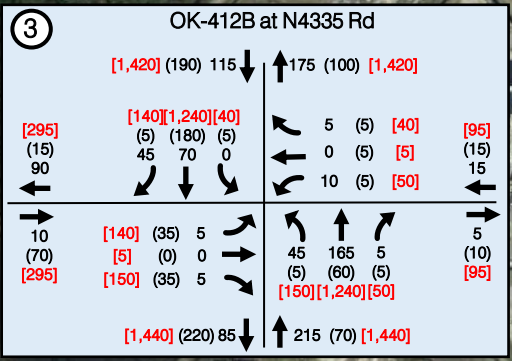 3
OK-412B at N4335 Rd
[1,420] (190) 115
175 (100) [1,420]
[140][1,240][40]
(5) (180) (5)
45 70 0
5 (5) [40]
0 (5) [5]
10 (5) [50]
[295]
(15)
90
[95]
(15)
15
10
(70)
[295]
[140] (35) 5
[5] (0) 0
[150] (35) 5
45 165 5
(5) (60) (5)
[150][1,240][50]
5
(10)
[95]
[1,440] (220) 85
215 (70) [1,440]